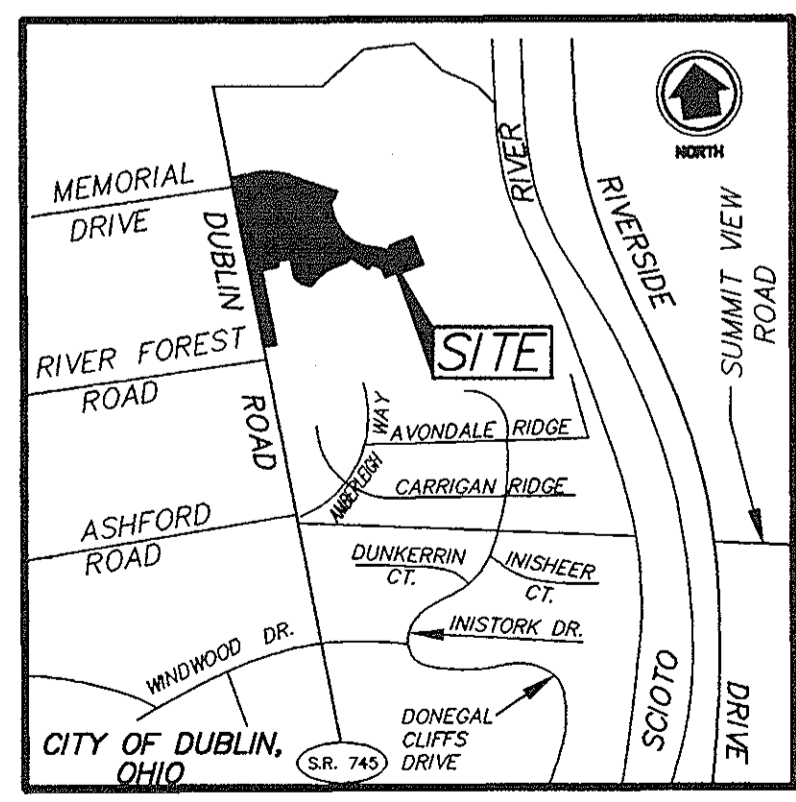 NORTH
MEMORIAL
DRIVE
DUBLIN
ROAD
RIVER
SCIOTO
RIVERSIDE
DRIVE
SUMMIT VIEW
ROAD
SITE
RIVER FOREST
ROAD
AMBERLEIGH
WAY
AVONDALE RIDGE
CARRIGAN RIDGE
ASHFORD
ROAD
DUNKERRIN
CT.
INISHEER
CT.
INISTORK DR.
WINDWOOD DR.
DONEGAL
CLIFFS
DRIVE
CITY OF DUBLIN,
OHIO
S.R. 745